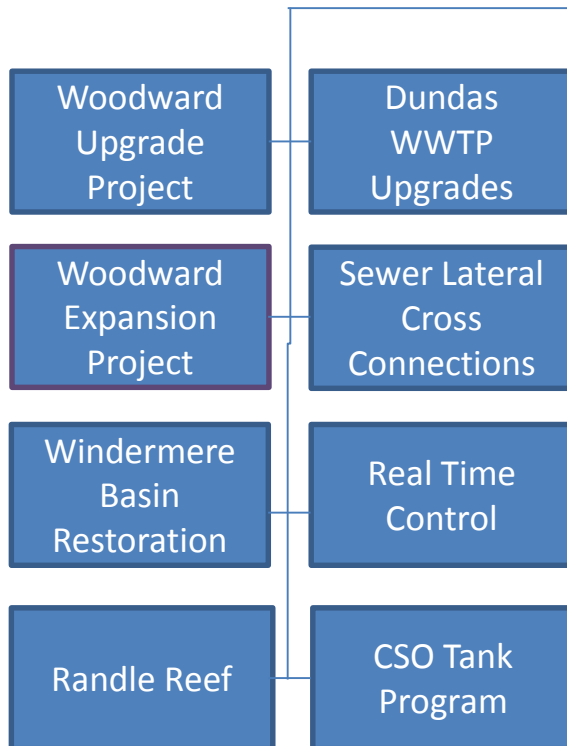 Woodward
Upgrade
Project
Dundas
WWTP
Upgrades
Woodward
Expansion
Project
Sewer Lateral
Cross
Connections
Windermere
Basin
Restoration
Real Time
Control
Randle Reef
CSO Tank
Program